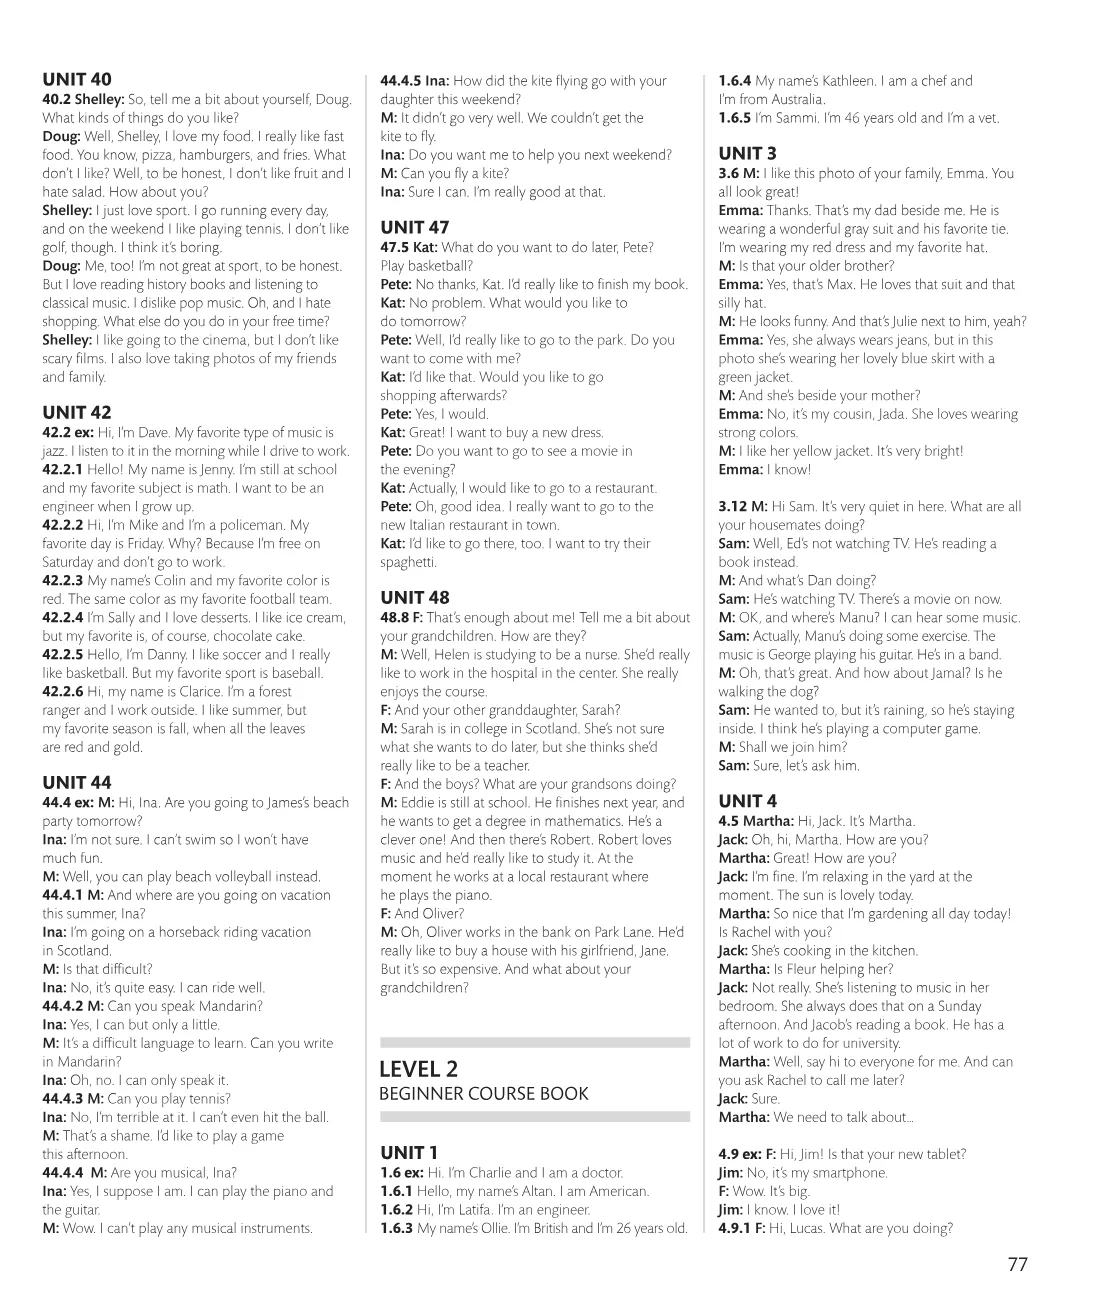 UNIT 40
40.2 Shelley: So, tell me a bit about yourself, Doug.
What kinds of things do you like?
Doug: Well, Shelley, I love my food. I really like fast
food. You know, pizza, hamburgers, and fries. What
don't I like? Well, to be honest, I don't like fruit and I
hate salad. How about you?
Shelley: I just love sport. I go running every day,
and on the weekend I like playing tennis. I don't like
golf, though. I think it's boring.
Doug: Me, too! I'm not great at sport, to be honest.
But I love reading history books and listening to
classical music. I dislike pop music. Oh, and I hate
shopping. What else do you do in your free time?
Shelley: I like going to the cinema, but I don't like
scary films. I also love taking photos of my friends
and family.
UNIT 42
42.2 ex: Hi, I'm Dave. My favorite type of music is
jazz. I listen to it in the morning while I drive to work.
42.2.1 Hello! My name is Jenny. I'm still at school
and my favorite subject is math. I want to be an
engineer when I grow up.
42.2.2 Hi, I'm Mike and I'm a policeman. My
favorite day is Friday. Why? Because I'm free on
Saturday and don't go to work.
42.2.3 My name's Colin and my favorite color is
red. The same color as my favorite football team.
42.2.4 I'm Sally and I love desserts. I like ice cream,
but my favorite is, of course, chocolate cake.
42.2.5 Hello, I'm Danny. I like soccer and I really
like basketball. But my favorite sport is baseball.
42.2.6 Hi, my name is Clarice. I'm a forest
ranger and I work outside. I like summer, but
my favorite season is fall, when all the leaves
are red and gold.
UNIT 44
44.4 ex: M: Hi, Ina. Are you going to James's beach
party tomorrow?
Ina: I'm not sure. I can't swim so I won't have
much fun.
M: Well, you can play beach volleyball instead.
44.4.1 M: And where are you going on vacation
this summer, Ina?
Ina: I'm going on a horseback riding vacation
in Scotland.
M: Is that difficult?
Ina: No, it's quite easy. I can ride well.
44.4.2 M: Can you speak Mandarin?
Ina: Yes, I can but only a little.
M: It's a difficult language to learn. Can you write
in Mandarin?
Ina: Oh, no. I can only speak it.
44.4.3 M: Can you play tennis?
Ina: No, I'm terrible at it. I can't even hit the ball.
M: That's a shame. I'd like to play a game
this afternoon.
44.4.4 M: Are you musical, Ina?
Ina: Yes, I suppose I am. I can play the piano and
the guitar.
M: Wow. I can't play any musical instruments.
44.4.5 Ina: How did the kite flying go with your
daughter this weekend?
M: It didn't go very well. We couldn't get the
kite to fly.
Ina: Do you want me to help you next weekend?
M: Can you fly a kite?
Ina: Sure I can. I'm really good at that.
UNIT 47
47.5 Kat: What do you want to do later, Pete?
Play basketball?
Pete: No thanks, Kat. I'd really like to finish my book.
Kat: No problem. What would you like to
do tomorrow?
Pete: Well, I'd really like to go to the park. Do you
want to come with me?
Kat: I'd like that. Would you like to go
shopping afterwards?
Pete: Yes, I would.
Kat: Great! I want to buy a new dress.
Pete: Do you want to go to see a movie in
the evening?
Kat: Actually, I would like to go to a restaurant.
Pete: Oh, good idea. I really want to go to the
new Italian restaurant in town.
Kat: I'd like to go there, too. I want to try their
spaghetti.
UNIT 48
48.8 F: That's enough about me! Tell me a bit about
your grandchildren. How are they?
M: Well, Helen is studying to be a nurse. She'd really
like to work in the hospital in the center. She really
enjoys the course.
F: And your other granddaughter, Sarah?
M: Sarah is in college in Scotland. She's not sure
what she wants to do later, but she thinks she'd
really like to be a teacher.
F: And the boys? What are your grandsons doing?
M: Eddie is still at school. He finishes next year, and
he wants to get a degree in mathematics. He's a
clever one! And then there's Robert. Robert loves
music and he'd really like to study it. At the
moment he works at a local restaurant where
he plays the piano.
F: And Oliver?
M: Oh, Oliver works in the bank on Park Lane. He'd
really like to buy a house with his girlfriend, Jane.
But it's so expensive. And what about your
grandchildren?
LEVEL 2
BEGINNER COURSE BOOK
UNIT 1
1.6 ex: Hi. I'm Charlie and I am a doctor.
1.6.1 Hello, my name's Altan. I am American.
1.6.2 Hi, I'm Latifa. I'm an engineer.
1.6.3 My name's Ollie. I'm British and I'm 26 years old.
1.6.4 My name's Kathleen. I am a chef and
I'm from Australia.
1.6.5 I'm Sammi. I'm 46 years old and I'm a vet.
UNIT 3
3.6 M: I like this photo of your family, Emma. You
all look great!
Emma: Thanks. That's my dad beside me. He is
wearing a wonderful gray suit and his favorite tie.
I'm wearing my red dress and my favorite hat.
M: Is that your older brother?
Emma: Yes, that's Max. He loves that suit and that
silly hat.
M: He looks funny. And that's Julie next to him, yeah?
Emma: Yes, she always wears jeans, but in this
photo she's wearing her lovely blue skirt with a
green jacket.
M: And she's beside your mother?
Emma: No, it's my cousin, Jada. She loves wearing
strong colors.
M: I like her yellow jacket. It's very bright!
Emma: I know!
3.12 M: Hi Sam. It's very quiet in here. What are all
your housemates doing?
Sam: Well, Ed's not watching TV. He's reading a
book instead.
M: And what's Dan doing?
Sam: He's watching TV. There's a movie on now.
M: OK, and where's Manu? I can hear some music.
Sam: Actually, Manu's doing some exercise. The
music is George playing his guitar. He's in a band.
M: Oh, that's great. And how about Jamal? Is he
walking the dog?
Sam: He wanted to, but it's raining, so he's staying
inside. I think he's playing a computer game.
M: Shall we join him?
Sam: Sure, let's ask him.
UNIT 4
4.5 Martha: Hi, Jack. It's Martha.
Jack: Oh, hi, Martha. How are you?
Martha: Great! How are you?
Jack: I'm fine. I'm relaxing in the yard at the
moment. The sun is lovely today.
Martha: So nice that I'm gardening all day today!
Is Rachel with you?
Jack: She's cooking in the kitchen.
Martha: Is Fleur helping her?
Jack: Not really. She's listening to music in her
bedroom. She always does that on a Sunday
afternoon. And Jacob's reading a book. He has a
lot of work to do for university.
Martha: Well, say hi to everyone for me. And can
you ask Rachel to call me later?
Jack: Sure.
Martha: We need to talk about...
4.9 ex: F: Hi, Jim! Is that your new tablet?
Jim: No, it's my smartphone.
F: Wow. It's big.
Jim: I know. I love it!
4.9.1 F: Hi, Lucas. What are you doing?
77